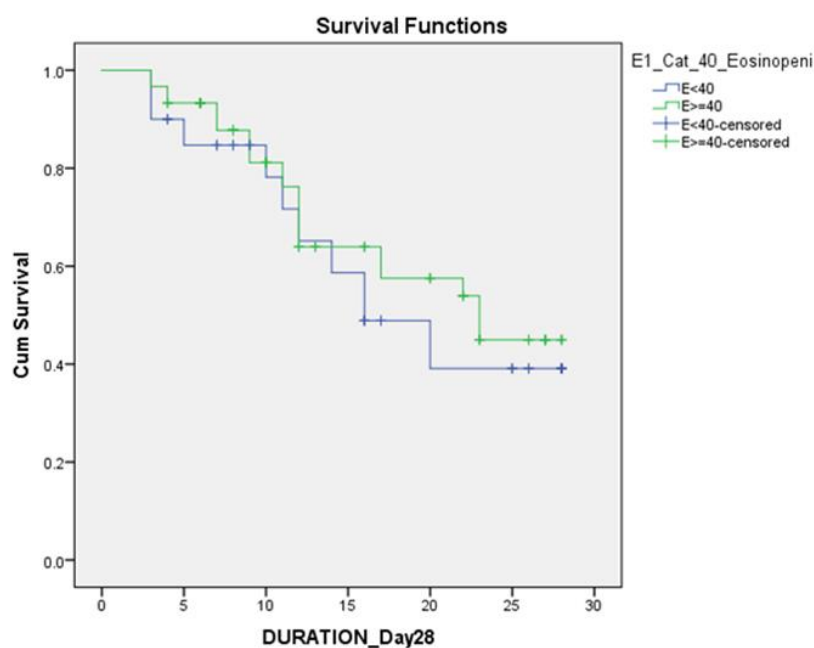 Survival Functions
E1_Cat_40_Eosinopeni
E<40
E>=40
E<40-censored
E>=40-censored
Cum Survival
1.0
0.8
0.6
0.4
0.2
0.0
0 5 10 15 20 25 30
DURATION_Day28